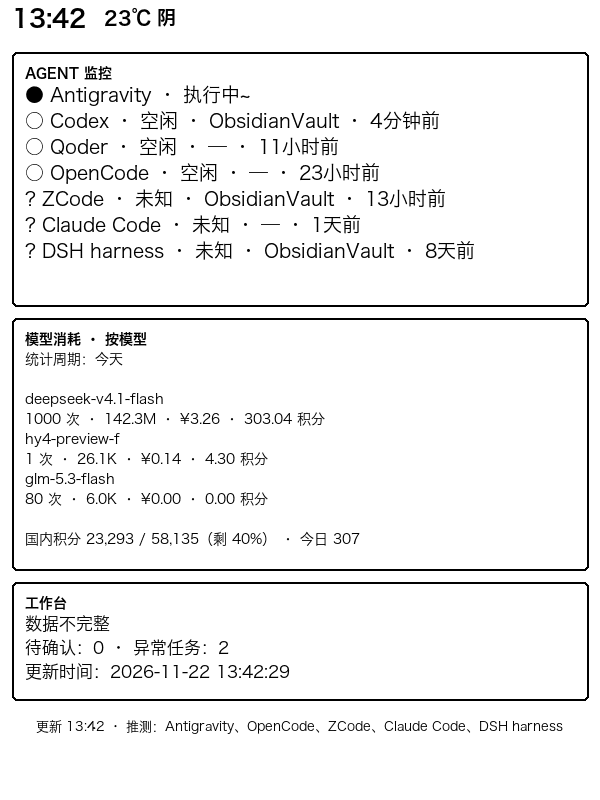 13:42 23℃ 阴
AGENT 监控
● Antigravity · 执行中~
○ Codex · 空闲 · ObsidianVault · 4分钟前
○ Qoder · 空闲 · — · 11小时前
○ OpenCode · 空闲 · — · 23小时前
? ZCode · 未知 · ObsidianVault · 13小时前
? Claude Code · 未知 · — · 1天前
? DSH harness · 未知 · ObsidianVault · 8天前
模型消耗 · 按模型
统计周期: 今天
deepseek-v4.1-flash
1000 次 · 142.3M · ¥3.26 · 303.04 积分
hy4-preview-f
1 次 · 26.1K · ¥0.14 · 4.30 积分
glm-5.3-flash
80 次 · 6.0K · ¥0.00 · 0.00 积分
国内积分 23,293 / 58,135（剩 40%） · 今日 307
工作台
数据不完整
待确认: 0 · 异常任务: 2
更新时间: 2026-11-22 13:42:29
更新 13:42 · 推测: Antigravity、OpenCode、ZCode、Claude Code、DSH harness